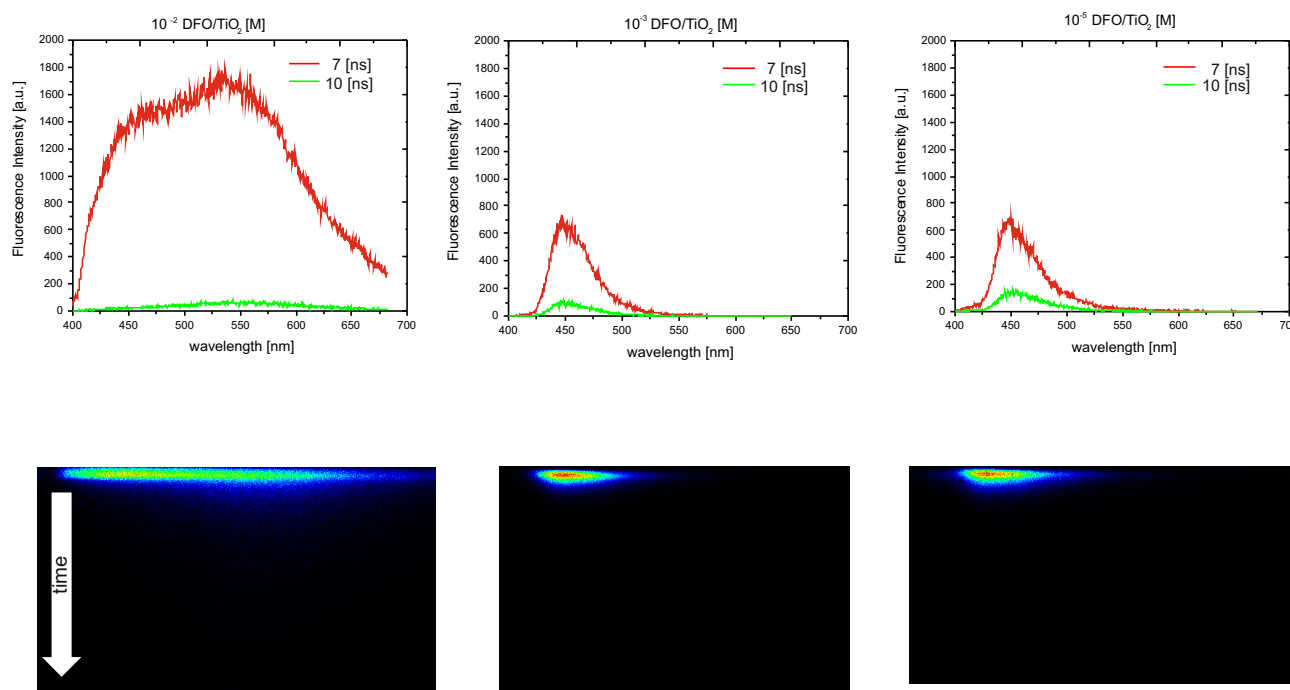 10⁻² DFO/TiO₂ [M]
Fluorescence Intensity [a.u.]
2000
1800
1600
1400
1200
1000
800
600
400
200
0
7 [ns]
10 [ns]
400 450 500 550 600 650 700
wavelength [nm]
10⁻³ DFO/TiO₂ [M]
Fluorescence Intensity [a.u.]
2000
1800
1600
1400
1200
1000
800
600
400
200
0
7 [ns]
10 [ns]
400 450 500 550 600 650 700
wavelength [nm]
10⁻⁵ DFO/TiO₂ [M]
Fluorescence Intensity [a.u.]
2000
1800
1600
1400
1200
1000
800
600
400
200
0
7 [ns]
10 [ns]
400 450 500 550 600 650 700
wavelength [nm]
time